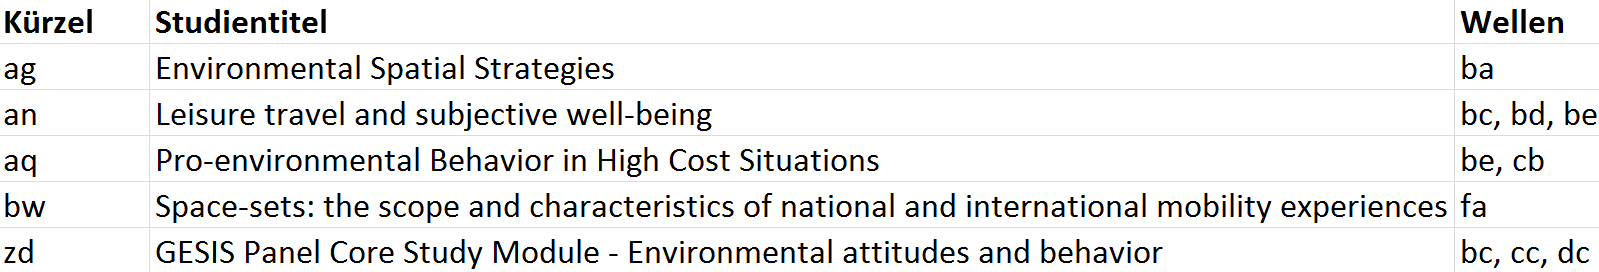 Kürzel Studientitel Wellen
ag Environmental Spatial Strategies ba
an Leisure travel and subjective well-being bc, bd, be
aq Pro-environmental Behavior in High Cost Situations be, cb
bw Space-sets: the scope and characteristics of national and international mobility experiences fa
zd GESIS Panel Core Study Module - Environmental attitudes and behavior bc, cc, dc